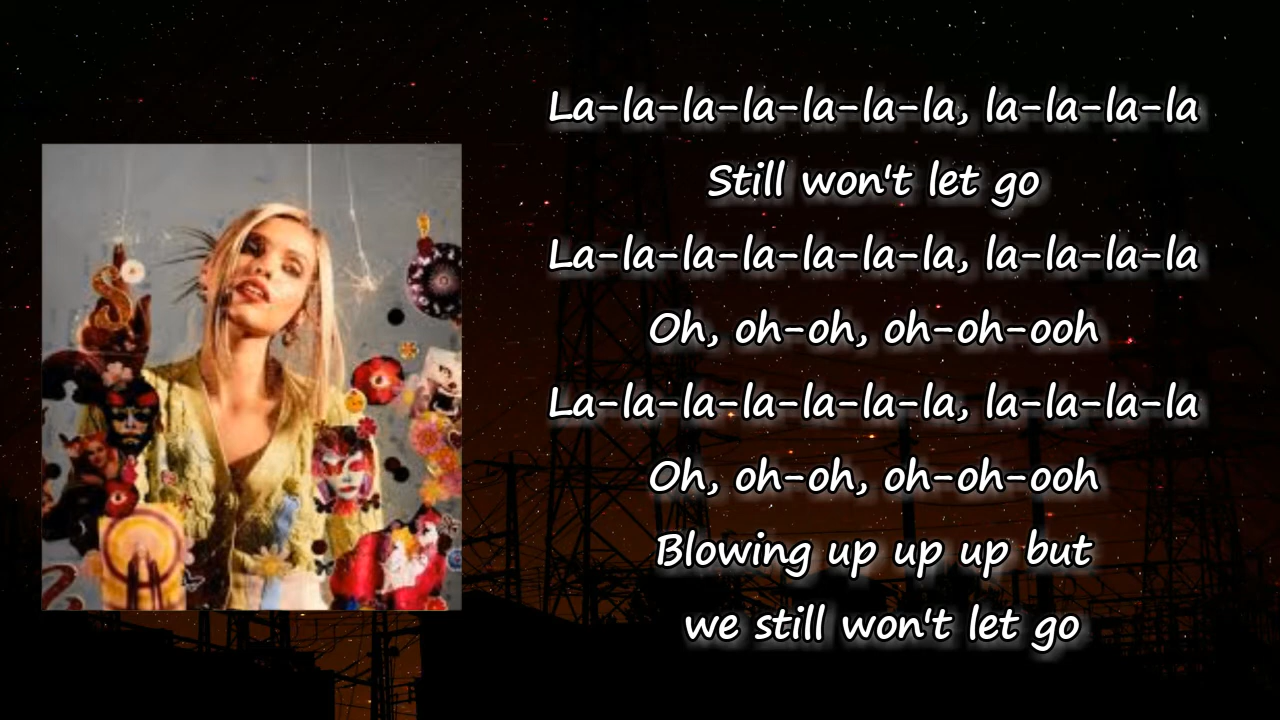 La-la-la-la-la-la-la, la-la-la-la
Still won't let go
La-la-la-la-la-la-la, la-la-la-la
Oh, oh-oh, oh-oh-ooh
La-la-la-la-la-la-la, la-la-la-la
Oh, oh-oh, oh-oh-ooh
Blowing up up up but
we still won't let go